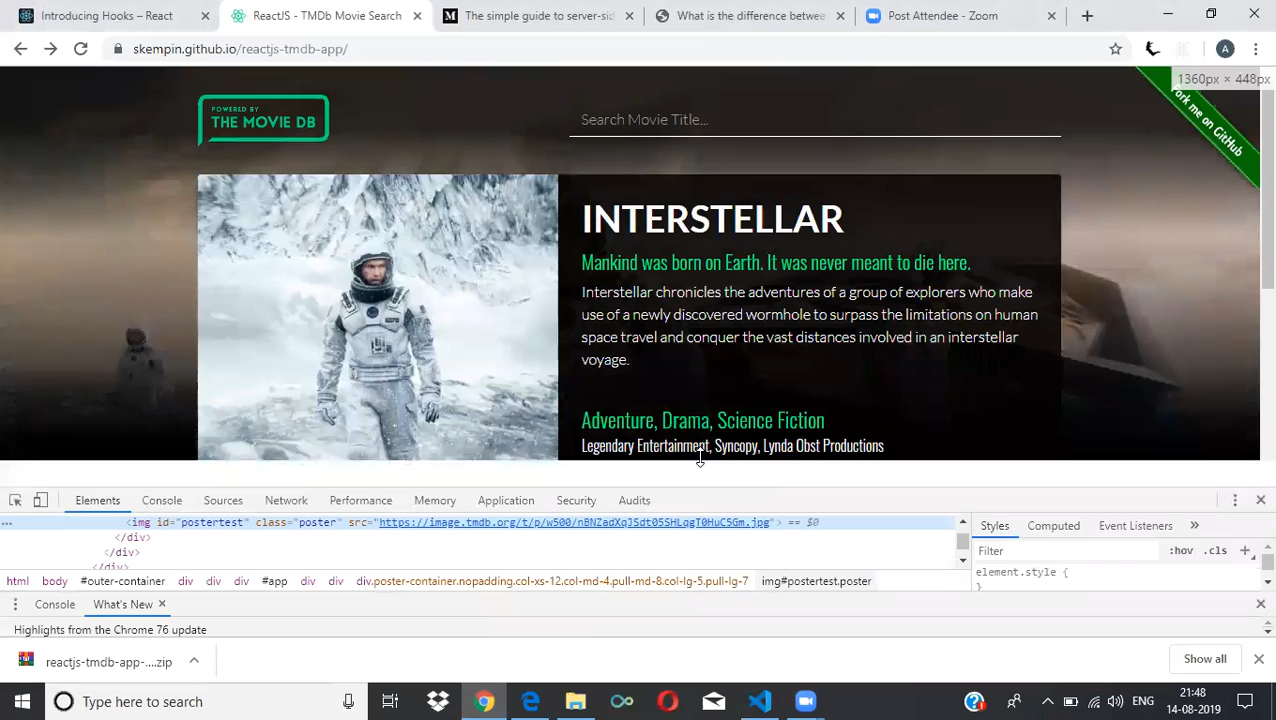 Introducing Hooks – React
ReactJS - TMDb Movie Search
The simple guide to server-sid
What is the differenc betwee
Post Attendee - Zoom
skempin.github.io/reactjs-tmdb-app/
A
1360px × 448px
Fork me on GitHub
POWERED BY
THE MOVIE DB
Search Movie Title...
INTERSTELLAR
Mankind was born on Earth. It was never meant to die here.
Interstellar chronicles the adventures of a group of explorers who make
use of a newly discovered wormhole to surpass the limitations on human
space travel and conquer the vast distances involved in an interstellar
voyage.
Adventure, Drama, Science Fiction
Legendary Entertainment, Syncopy, Lynda Obst Productions
Elements Console Sources Network Performance Memory Application Security Audits
... <img id="postertest" class="poster" src="https://image.tmdb.org/t/p/w500/nBNZadXqJSdt05SHLqgT0HuC5Gm.jpg"> == $0
</div>
</div>
</div>
Styles Computed Event Listeners »
Filter :hov .cls +
element.style {
}
html body #outer-container div div div #app div div div.poster-container.nopadding.col-xs-12.col-md-4.pull-md-8.col-lg-5.pull-lg-7 img#postertest.poster
Console What's New ×
Highlights from the Chrome 76 update
reactjs-tmdb-app-....zip
Show all
Type here to search
ENG
21:48
14-08-2019